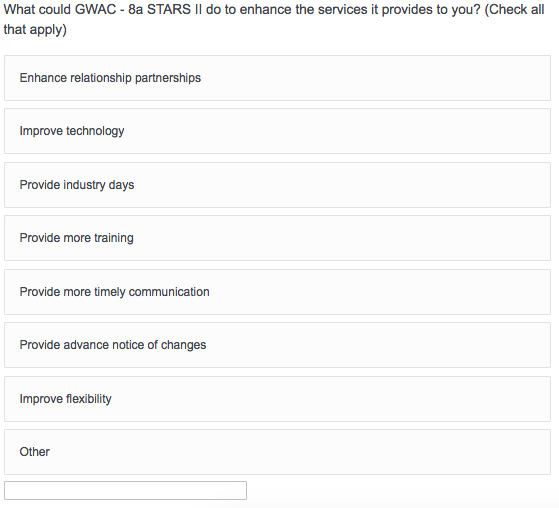 What could GWAC - 8a STARS II do to enhance the services it provides to you? (Check all
that apply)
Enhance relationship partnerships
Improve technology
Provide industry days
Provide more training
Provide more timely communication
Provide advance notice of changes
Improve flexibility
Other